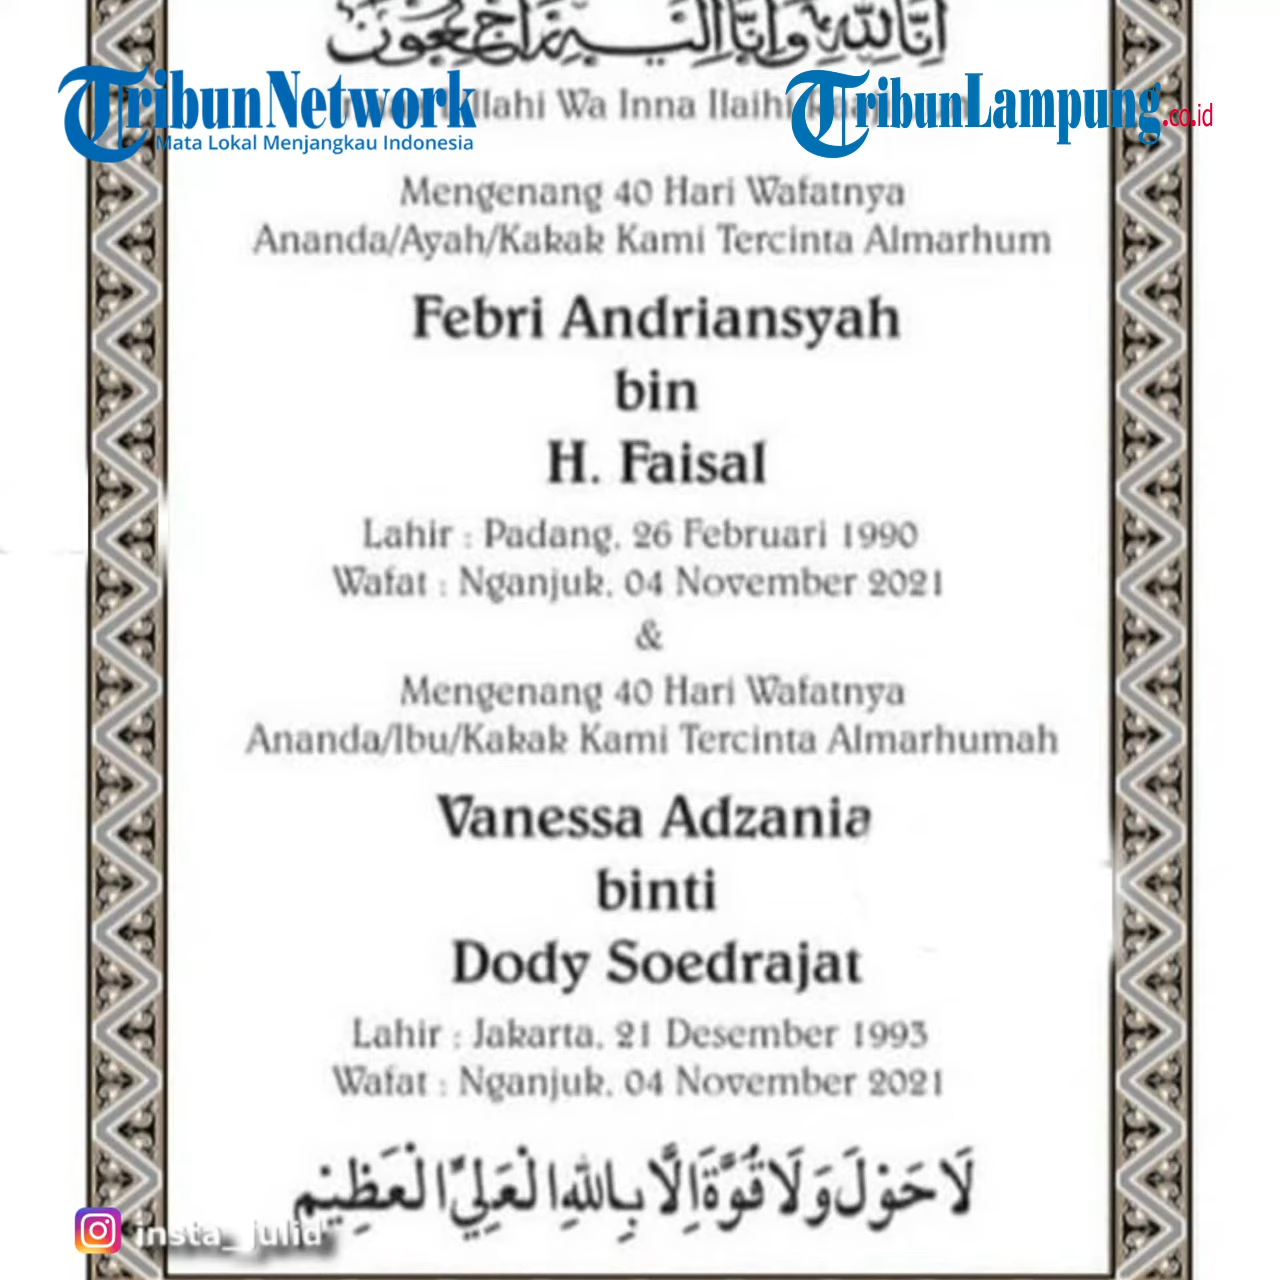 اِنَّا لِلّٰهِ وَاِنَّا اِلَيْهِ رَاجِعُوْنَ
TribunNetwork
Mata Lokal Menjangkau Indonesia
TribunLampung.co.id
Wa Inna Ilaihi
Mengenang 40 Hari Wafatnya
Ananda/Ayah/Kakak Kami Tercinta Almarhum
Febri Andriansyah
bin
H. Faisal
Lahir : Padang, 26 Februari 1990
Wafat : Nganjuk, 04 November 2021
&
Mengenang 40 Hari Wafatnya
Ananda/Ibu/Kakak Kami Tercinta Almarhumah
Vanessa Adzania
binti
Dody Soedrajat
Lahir : Jakarta, 21 Desember 1993
Wafat : Nganjuk, 04 November 2021
لَا حَوْلَ وَلَا قُوَّةَ اِلَّا بِاللهِ الْعَلِيِّ الْعَظِيْمِ
insta_julid